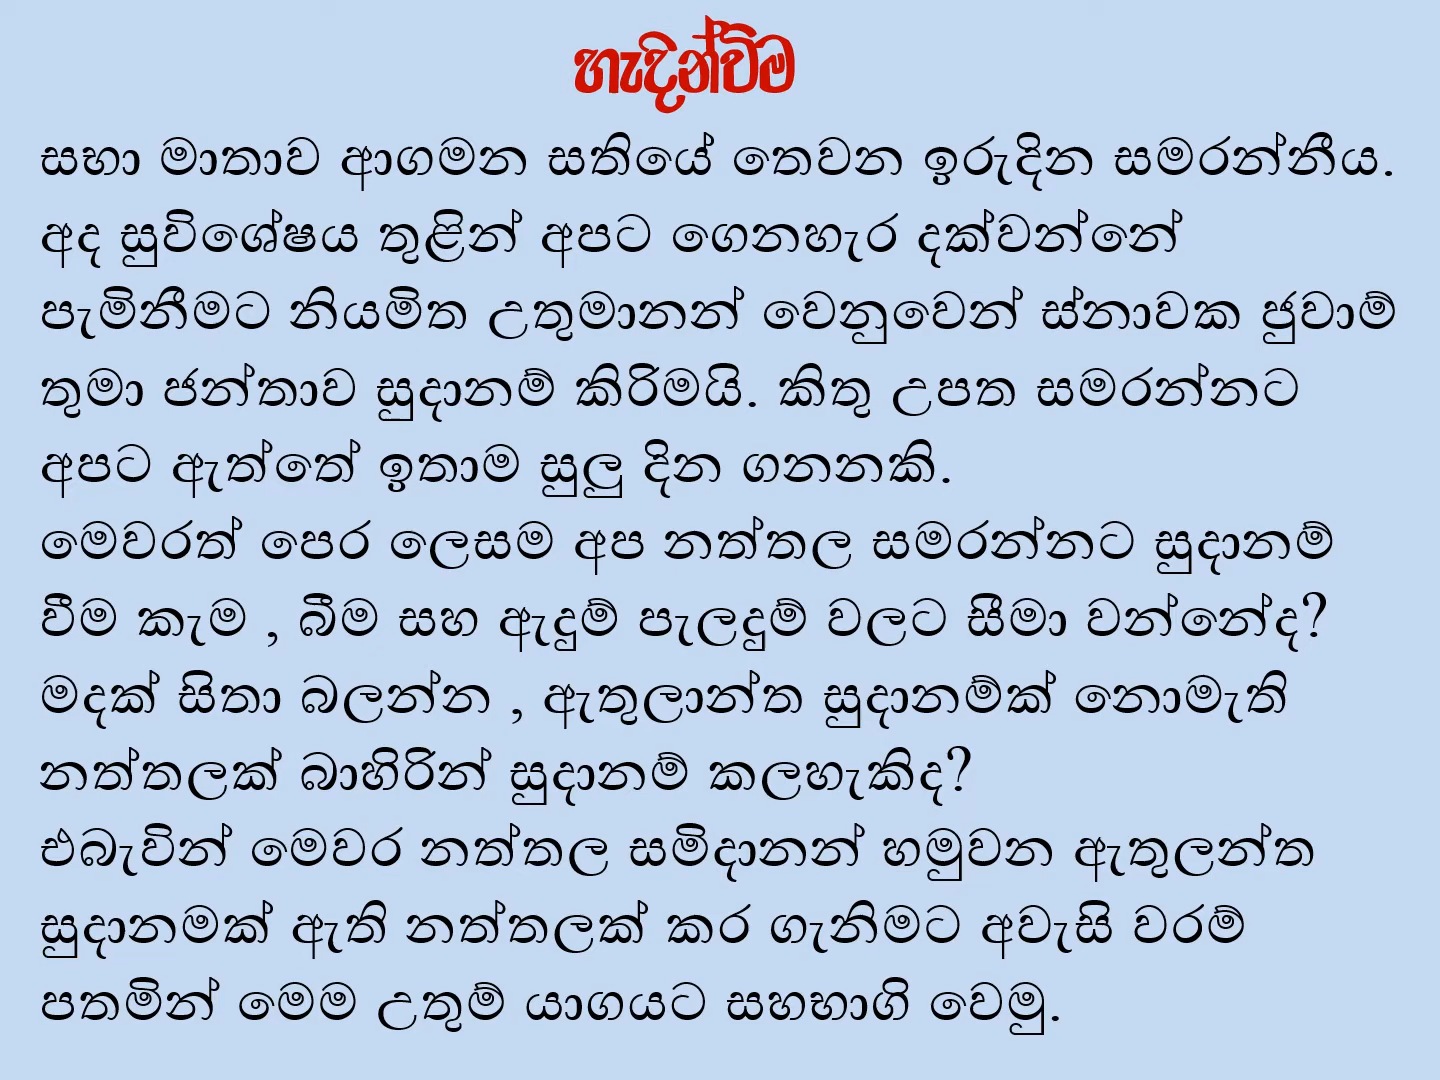 හැදින්වීම
සභා මාතාව ආගමන සතියේ තෙවන ඉරුදින සමරන්නීය.
අද සුවිශේෂය තුළින් අපට ගෙනහැර දක්වන්නේ
පැමිනීමට නියමිත උතුමානන් වෙනුවෙන් ස්නාවක ජුවාම්
තුමා ජන්තාව සුදානම් කිරිමයි. කිතු උපත සමරන්නට
අපට ඇත්තේ ඉතාම සුලු දින ගනනකි.
මෙවරත් පෙර ලෙසම අප නත්තල සමරන්නට සුදානම්
වීම කැම , බීම සහ ඇදුම් පැලදුම් වලට සීමා වන්නේද?
මදක් සිතා බලන්න , ඇතුලාන්ත සුදානම්ක් නොමැති
නත්තලක් බාහිරින් සුදානම් කලහැකිද?
එබැවින් මෙවර නත්තල සමිදානන් හමුවන ඇතුලන්ත
සුදානමක් ඇති නත්තලක් කර ගැනිමට අවැසි වරම්
පතමින් මෙම උතුම් යාගයට සහභාගි වෙමු.